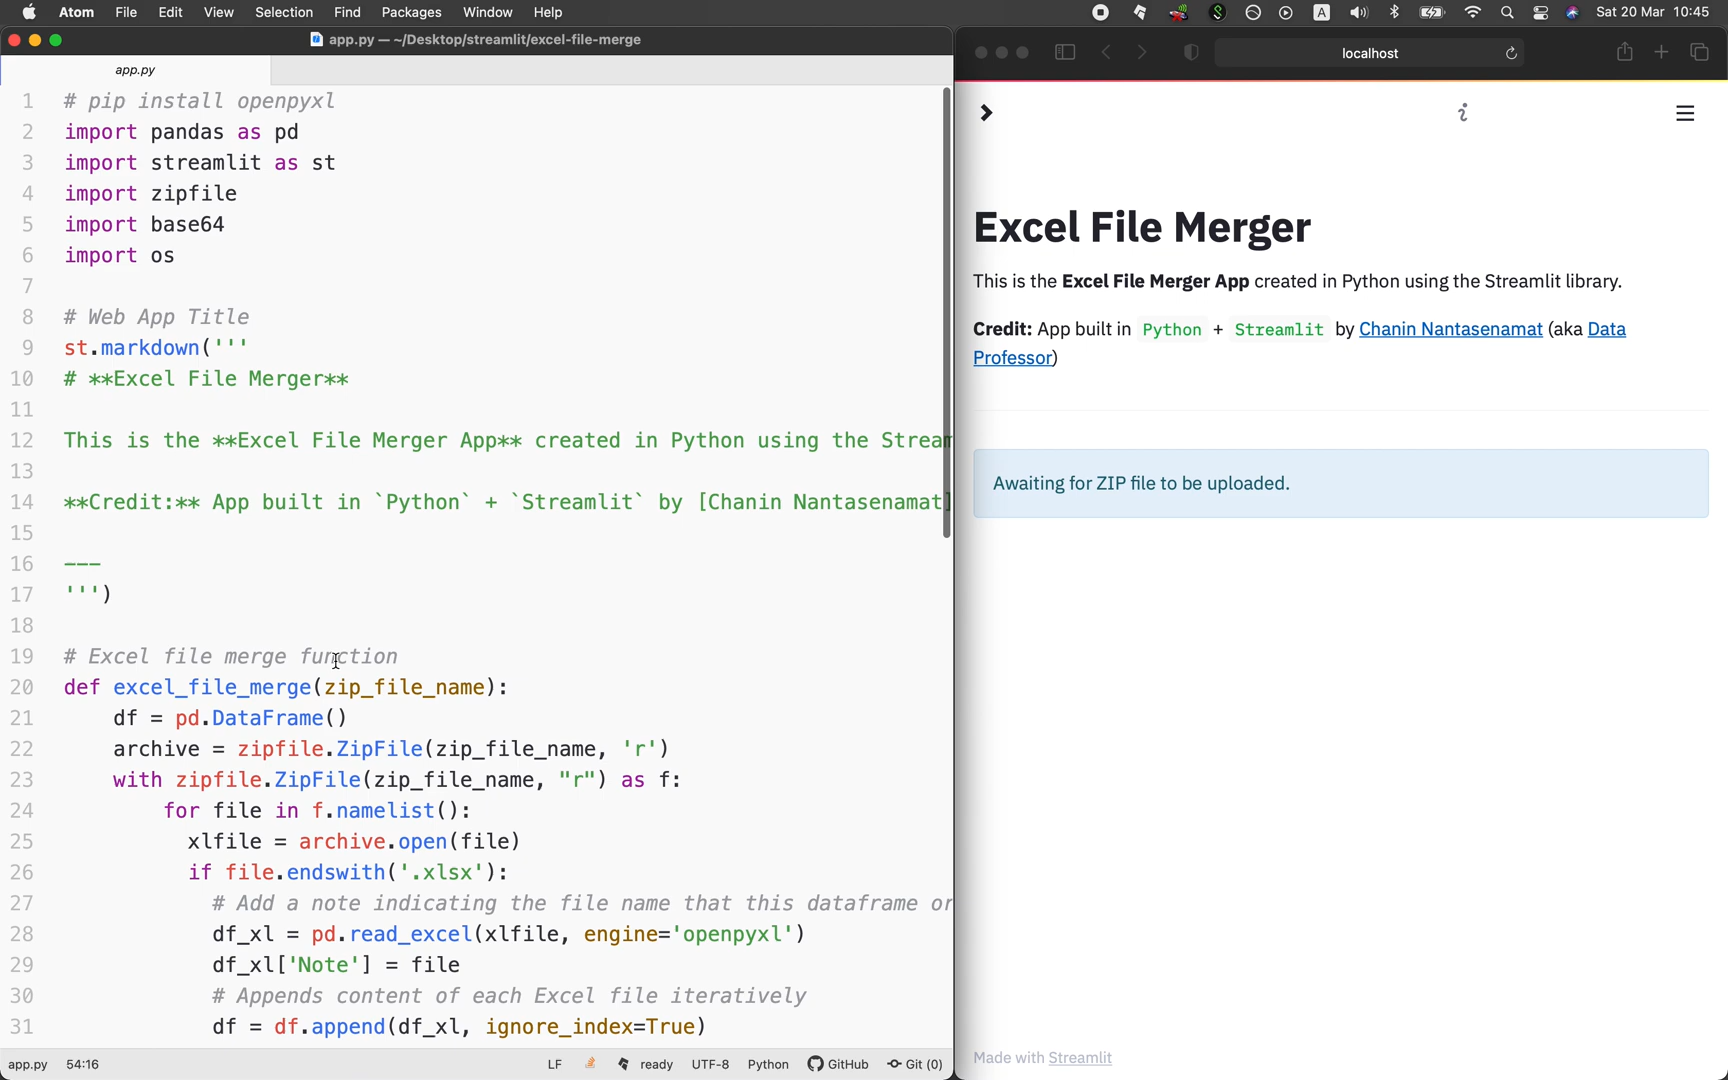 Atom File Edit View Selection Find Packages Window Help
A Sat 20 Mar 10:45
app.py — ~/Desktop/streamlit/excel-file-merge
app.py
1 # pip install openpyxl
2 import pandas as pd
3 import streamlit as st
4 import zipfile
5 import base64
6 import os
7
8 # Web App Title
9 st.markdown('''
10 # **Excel File Merger**
11
12 This is the **Excel File Merger App** created in Python using the Stream
13
14 **Credit:** App built in `Python` + `Streamlit` by [Chanin Nantasenamat]
15
16 ---
17 ''')
18
19 # Excel file merge function
20 def excel_file_merge(zip_file_name):
21 df = pd.DataFrame()
22 archive = zipfile.ZipFile(zip_file_name, 'r')
23 with zipfile.ZipFile(zip_file_name, "r") as f:
24 for file in f.namelist():
25 xlfile = archive.open(file)
26 if file.endswith('.xlsx'):
27 # Add a note indicating the file name that this dataframe or
28 df_xl = pd.read_excel(xlfile, engine='openpyxl')
29 df_xl['Note'] = file
30 # Appends content of each Excel file iteratively
31 df = df.append(df_xl, ignore_index=True)
app.py 54:16 LF ready UTF-8 Python GitHub Git (0)
localhost
Excel File Merger
This is the Excel File Merger App created in Python using the Streamlit library.
Credit: App built in Python + Streamlit by Chanin Nantasenamat (aka Data
Professor)
Awaiting for ZIP file to be uploaded.
Made with Streamlit